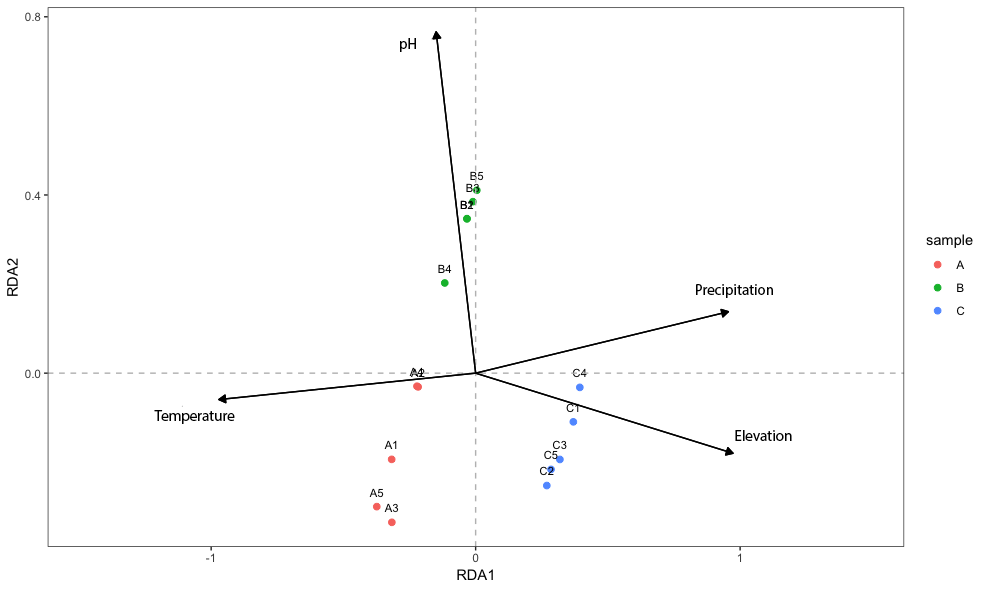 0.8
pH
B5
B3
0.4
B4
sample
A
B
C
RDA2
Precipitation
0.0
C4
Temperature
C1
Elevation
A1
C3
C5
C2
A5
A3
-1
0
1
RDA1